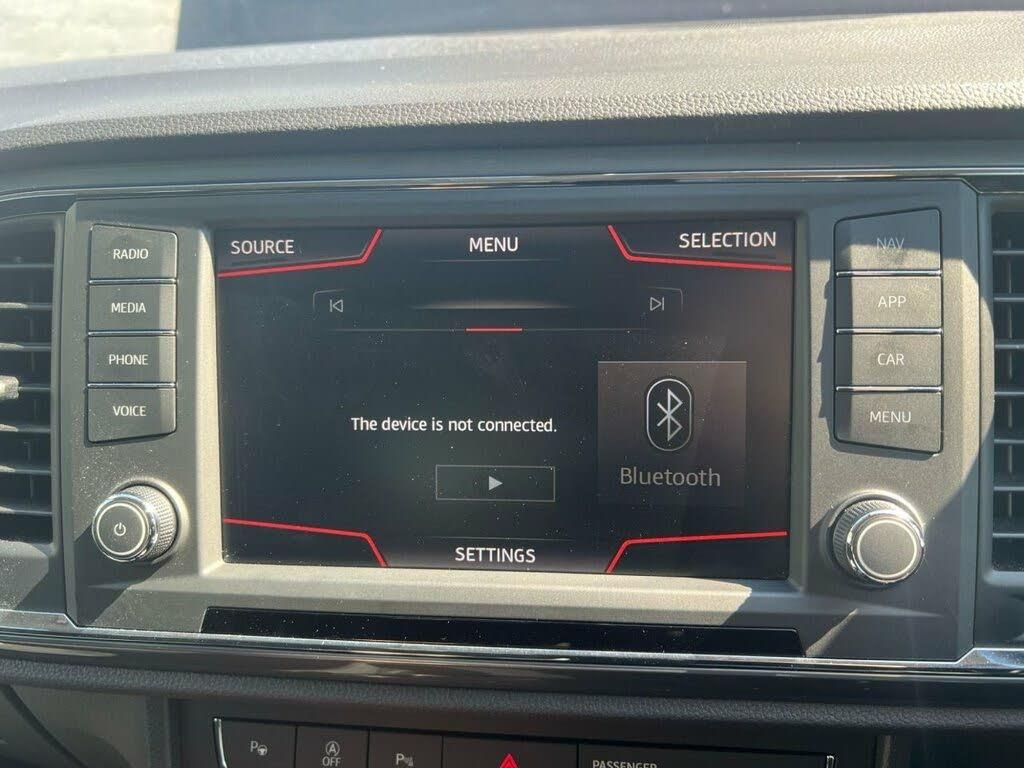 SOURCE
MENU
SELECTION
RADIO
MEDIA
PHONE
VOICE
The device is not connected.
Bluetooth
SETTINGS
NAV
APP
CAR
MENU
P
A
OFF
P
PASSENGER